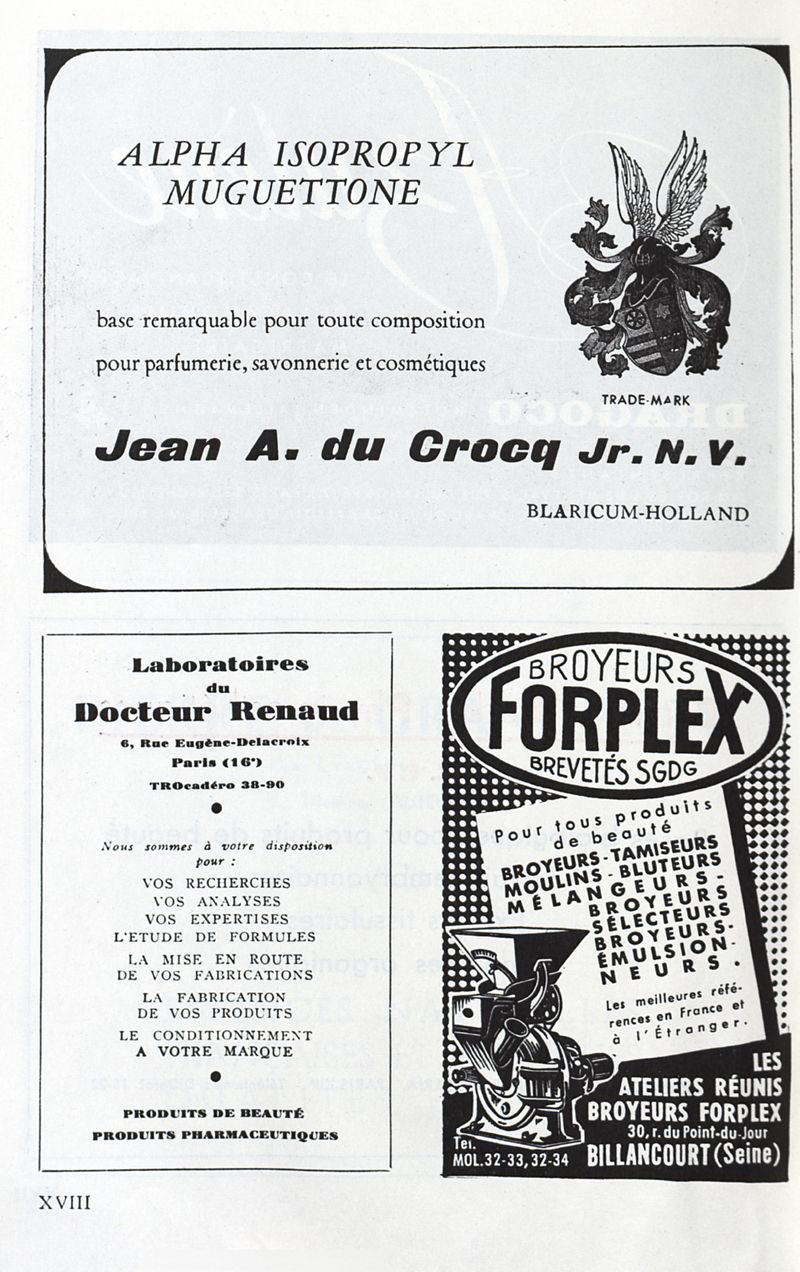 ALPHA ISOPROPYL
MUGUETTONE
base remarquable pour toute composition
pour parfumerie, savonnerie et cosmétiques
TRADE-MARK
Jean A. du Crocq Jr. N. V.
BLARICUM-HOLLAND
Laboratoires
du
Docteur Renaud
6, Rue Eugène-Delacroix
Paris (16e)
TROcadéro 38-90
Nous sommes à votre disposition
pour :
VOS RECHERCHES
VOS ANALYSES
VOS EXPERTISES
L'ETUDE DE FORMULES
LA MISE EN ROUTE
DE VOS FABRICATIONS
LA FABRICATION
DE VOS PRODUITS
LE CONDITIONNEMENT
A VOTRE MARQUE
PRODUITS DE BEAUTÉ
PRODUITS PHARMACEUTIQUES
BROYEURS
FORPLEX
BREVETÉS SGDG
Pour tous produits
de beauté
BROYEURS-TAMISEURS
MOULINS-BLUTEURS
MÉLANGEURS-
BROYEURS
SÉLECTEURS
BROYEURS-
ÉMULSION-
NEURS.
Les meilleures réfé-
rences en France et
à l'Étranger.
LES
ATELIERS RÉUNIS
BROYEURS FORPLEX
30, r. du Point-du-Jour
BILLANCOURT (Seine)
Tel.
MOL. 32-33, 32-34
XVIII
DRAGOCO